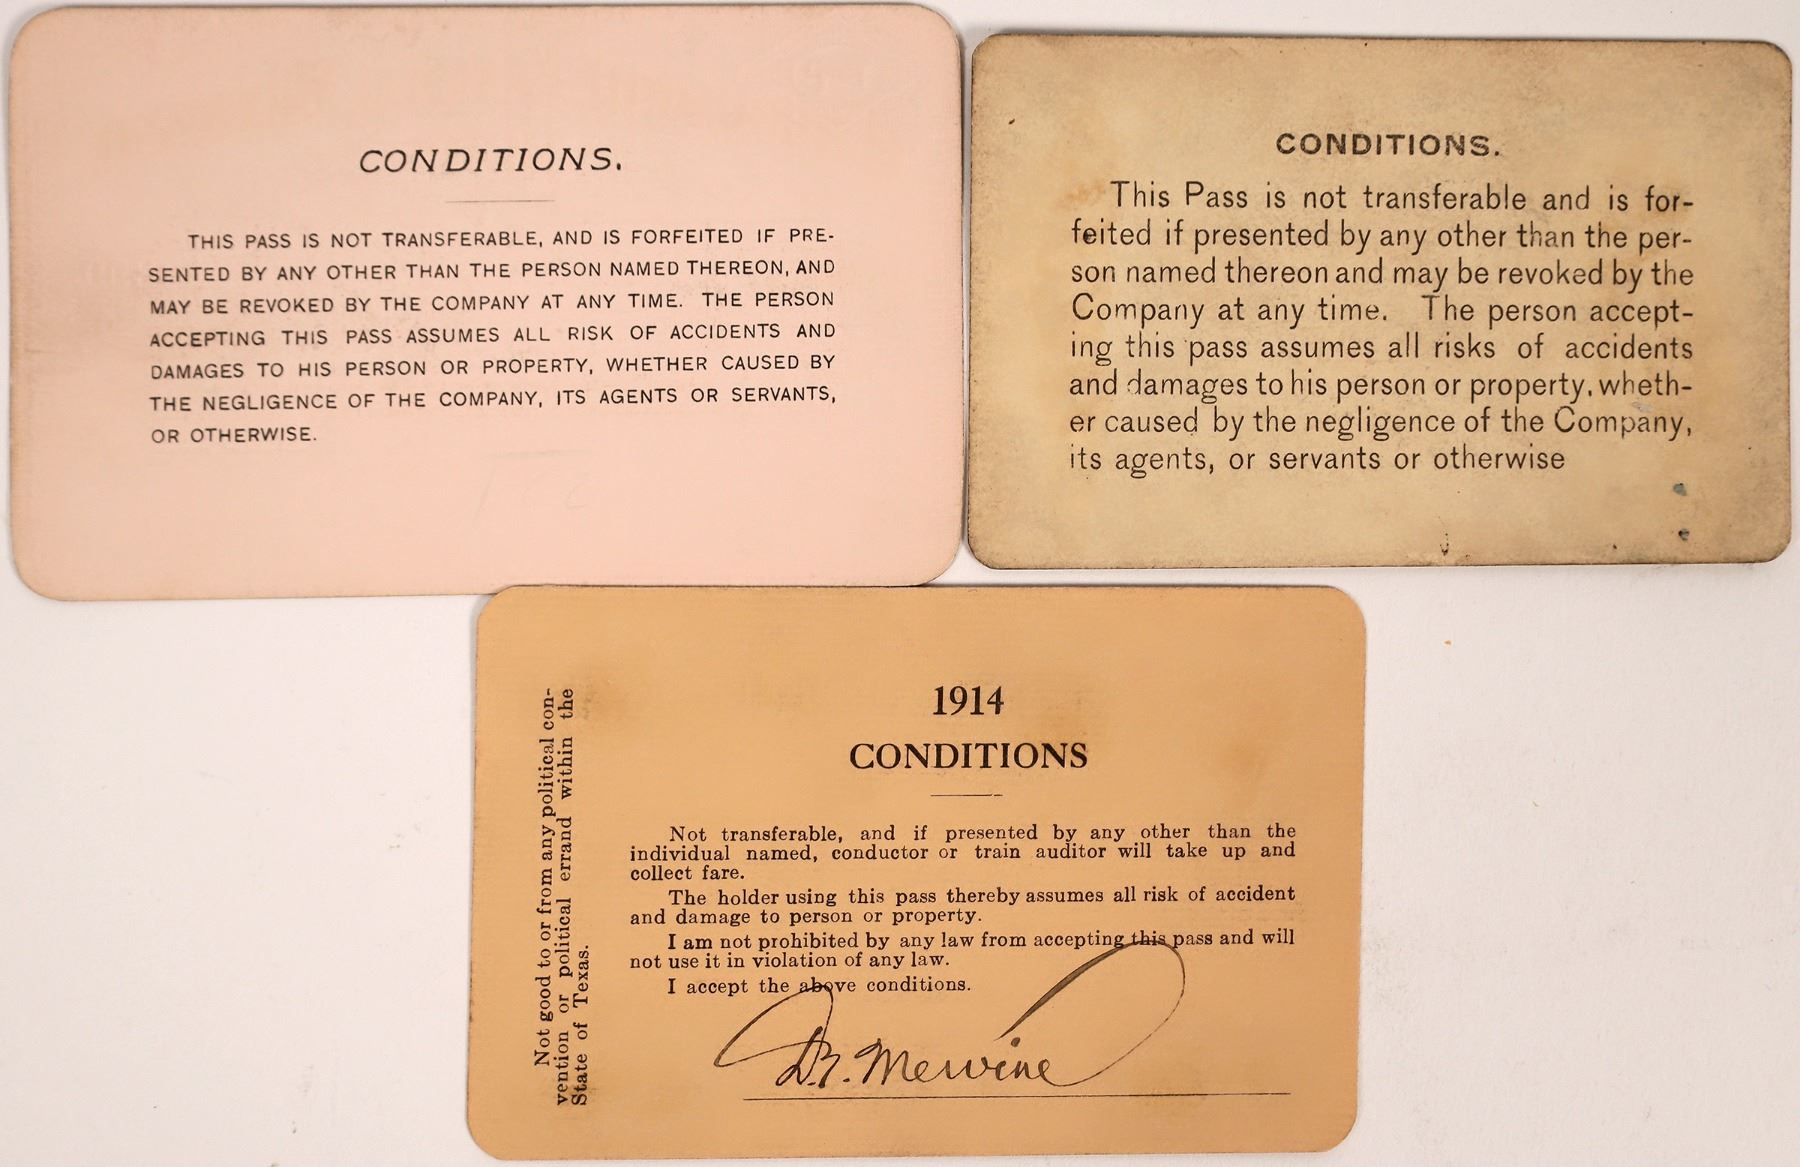 CONDITIONS.
THIS PASS IS NOT TRANSFERABLE, AND IS FORFEITED IF PRE-
SENTED BY ANY OTHER THAN THE PERSON NAMED THEREON, AND
MAY BE REVOKED BY THE COMPANY AT ANY TIME. THE PERSON
ACCEPTING THIS PASS ASSUMES ALL RISK OF ACCIDENTS AND
DAMAGES TO HIS PERSON OR PROPERTY, WHETHER CAUSED BY
THE NEGLIGENCE OF THE COMPANY, ITS AGENTS OR SERVANTS,
OR OTHERWISE.
CONDITIONS.
This Pass is not transferable and is for-
feited if presented by any other than the per-
son named thereon and may be revoked by the
Company at any time. The person accept-
ing this pass assumes all risks of accidents
and damages to his person or property, wheth-
er caused by the negligence of the Company,
its agents, or servants or otherwise
1914
CONDITIONS
Not transferable, and if presented by any other than the
individual named, conductor or train auditor will take up and
collect fare.
The holder using this pass thereby assumes all risk of accident
and damage to person or property.
I am not prohibited by any law from accepting this pass and will
not use it in violation of any law.
I accept the above conditions.
Mervine
Not good to or from any political con-
vention or political errand within the
State of Texas.